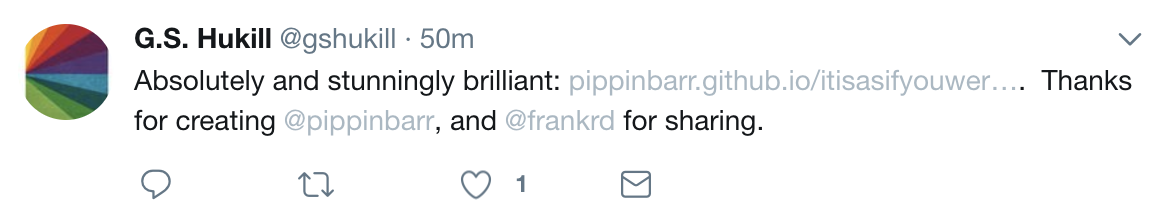 G.S. Hukill @gshukill · 50m
Absolutely and stunningly brilliant: pippinbarr.github.io/itisasifyouwer…. Thanks
for creating @pippinbarr, and @frankrd for sharing.
1